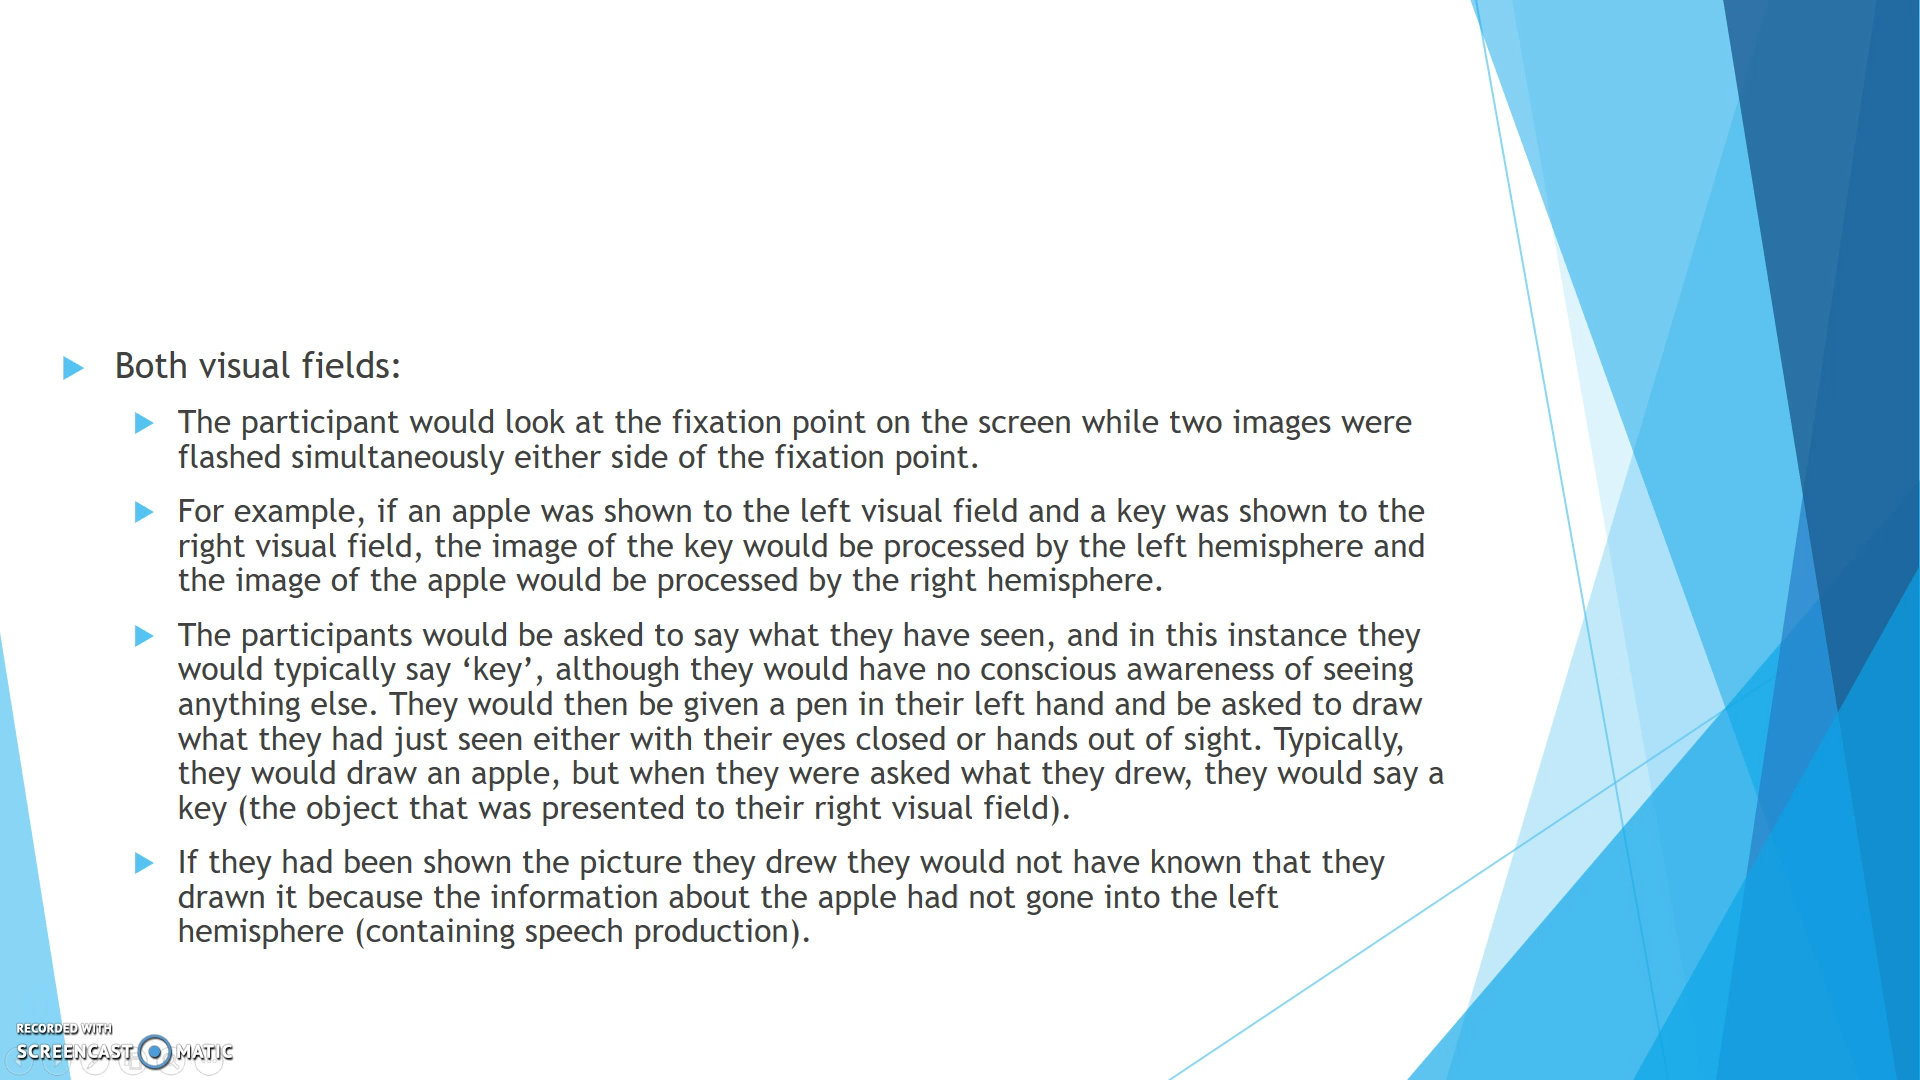 Both visual fields:
The participant would look at the fixation point on the screen while two images were
flashed simultaneously either side of the fixation point.
For example, if an apple was shown to the left visual field and a key was shown to the
right visual field, the image of the key would be processed by the left hemisphere and
the image of the apple would be processed by the right hemisphere.
The participants would be asked to say what they have seen, and in this instance they
would typically say ‘key’, although they would have no conscious awareness of seeing
anything else. They would then be given a pen in their left hand and be asked to draw
what they had just seen either with their eyes closed or hands out of sight. Typically,
they would draw an apple, but when they were asked what they drew, they would say a
key (the object that was presented to their right visual field).
If they had been shown the picture they drew they would not have known that they
drawn it because the information about the apple had not gone into the left
hemisphere (containing speech production).
RECORDED WITH
SCREENCAST MATIC